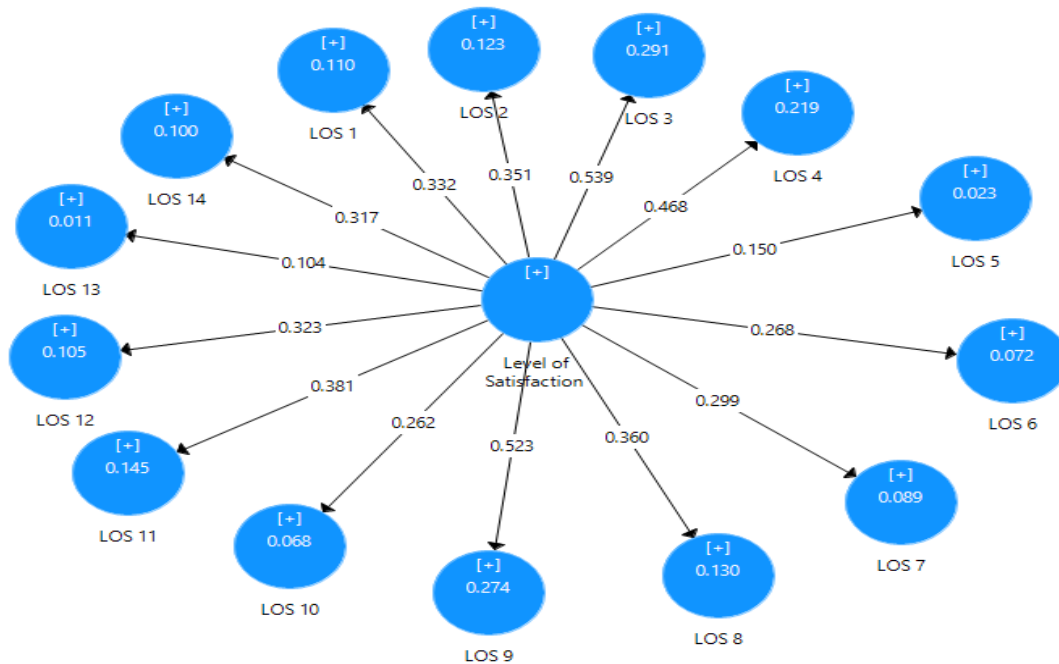 [+]
0.110
LOS 1
[+]
0.123
LOS 2
[+]
0.291
LOS 3
[+]
0.219
LOS 4
[+]
0.023
LOS 5
[+]
0.072
LOS 6
[+]
0.089
LOS 7
[+]
0.130
LOS 8
[+]
0.274
LOS 9
[+]
0.068
LOS 10
[+]
0.145
LOS 11
[+]
0.105
LOS 12
[+]
0.011
LOS 13
[+]
0.100
LOS 14
[+]
Level of
Satisfaction
0.332
0.351
0.539
0.468
0.150
0.268
0.299
0.360
0.523
0.262
0.381
0.323
0.104
0.317